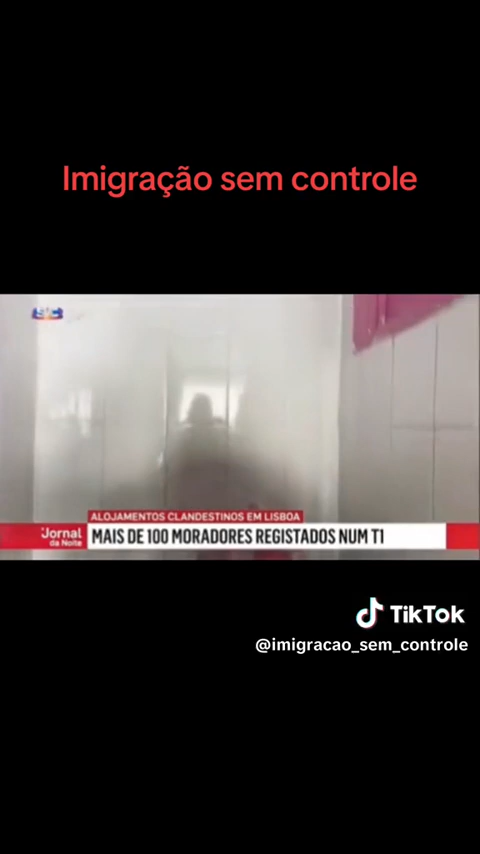 Imigração sem controle
SIC
ALOJAMENTOS CLANDESTINOS EM LISBOA
Jornal
da Noite
MAIS DE 100 MORADORES REGISTADOS NUM T1
TikTok
@imigracao_sem_controle